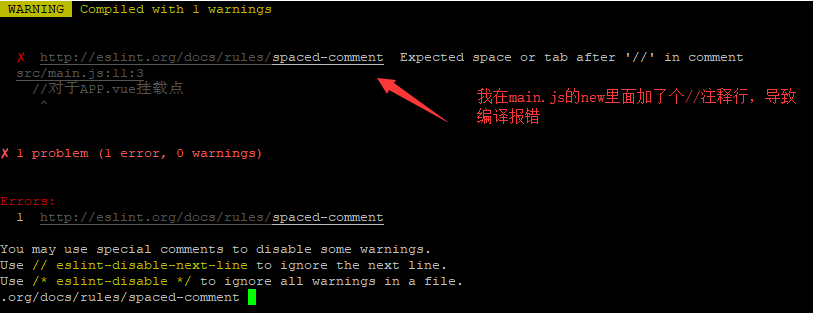 WARNING  Compiled with 1 warnings
✗  http://eslint.org/docs/rules/spaced-comment  Expected space or tab after '//' in comment
src/main.js:11:3
//对于APP.vue挂载点
^
我在main.js的new里面加了个//注释行，导致
编译报错
✗ 1 problem (1 error, 0 warnings)
Errors:
1  http://eslint.org/docs/rules/spaced-comment
You may use special comments to disable some warnings.
Use // eslint-disable-next-line to ignore the next line.
Use /* eslint-disable */ to ignore all warnings in a file.
.org/docs/rules/spaced-comment